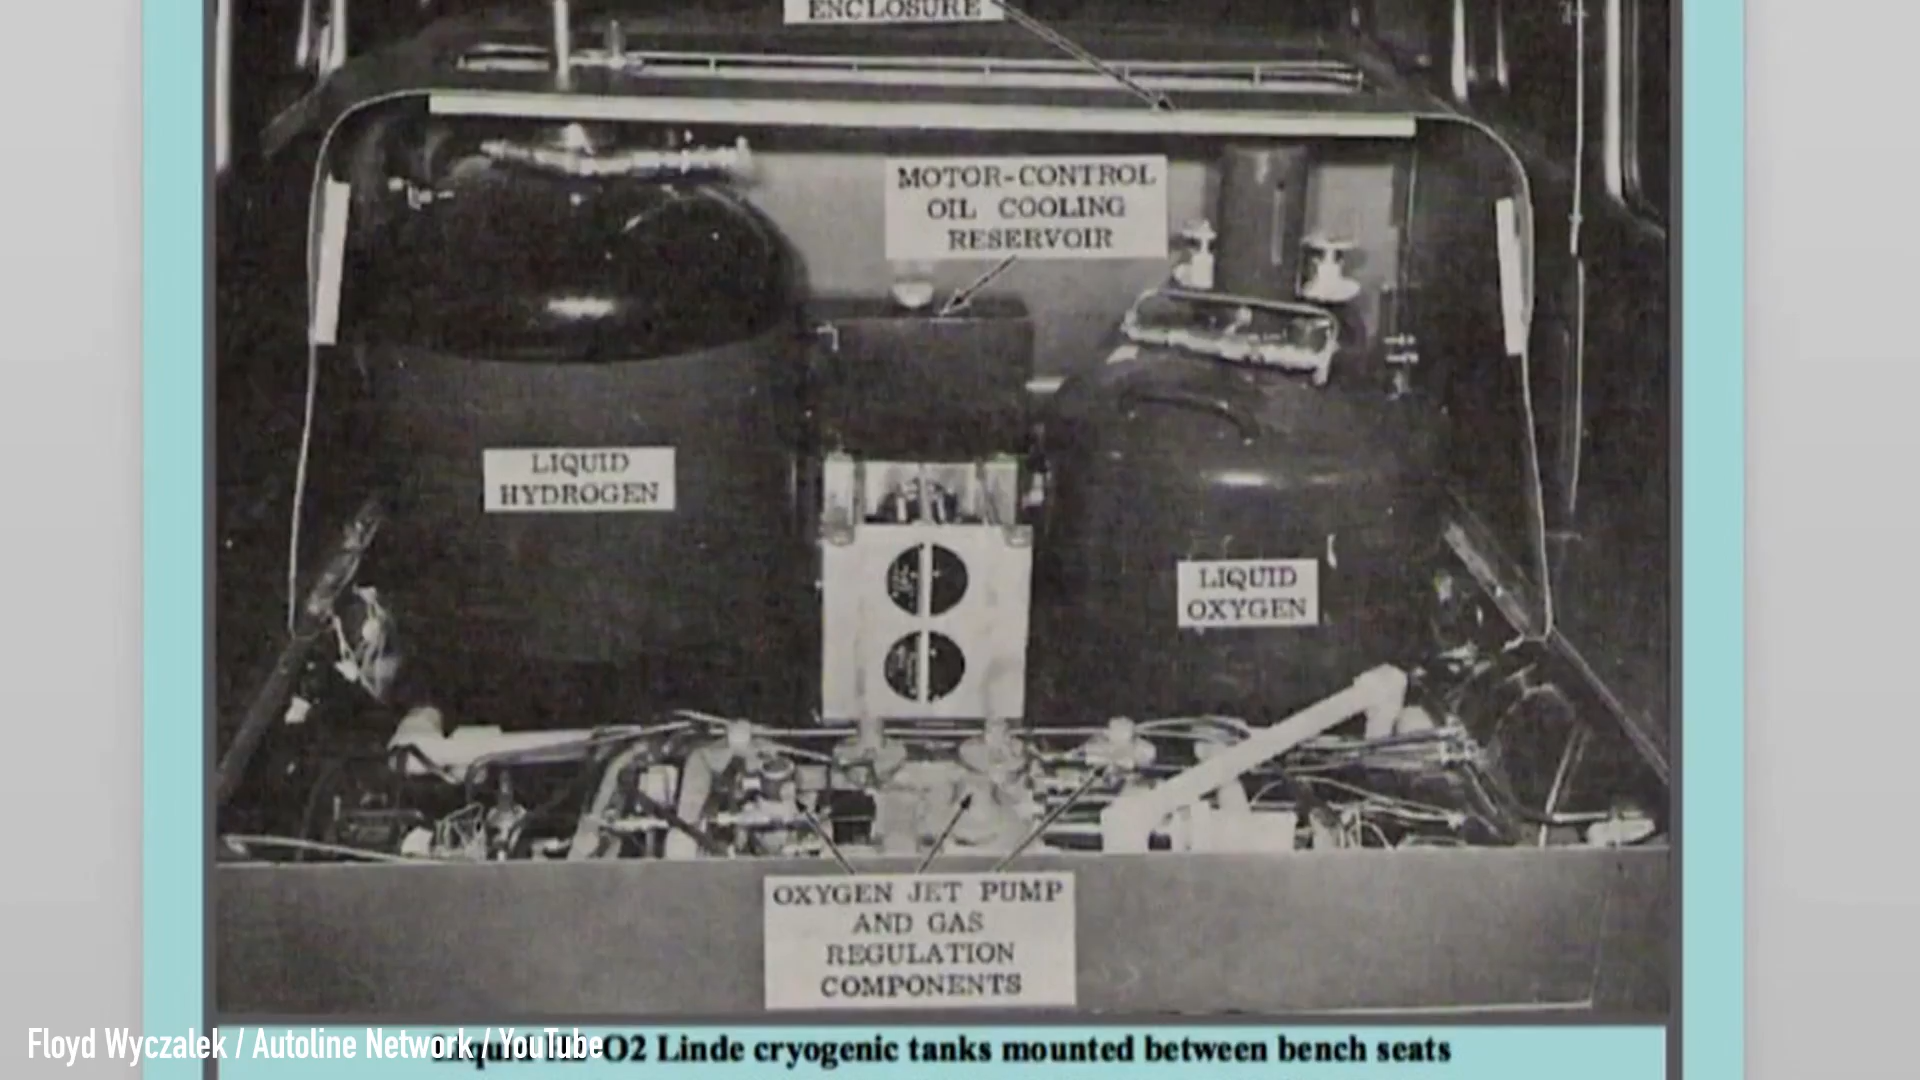 ENCLOSURE
MOTOR-CONTROL
OIL COOLING
RESERVOIR
LIQUID
HYDROGEN
LIQUID
OXYGEN
OXYGEN JET PUMP
AND GAS
REGULATION
COMPONENTS
Floyd Wyczalek / Autoline Network / YouTube
O2 Linde cryogenic tanks mounted between bench seats